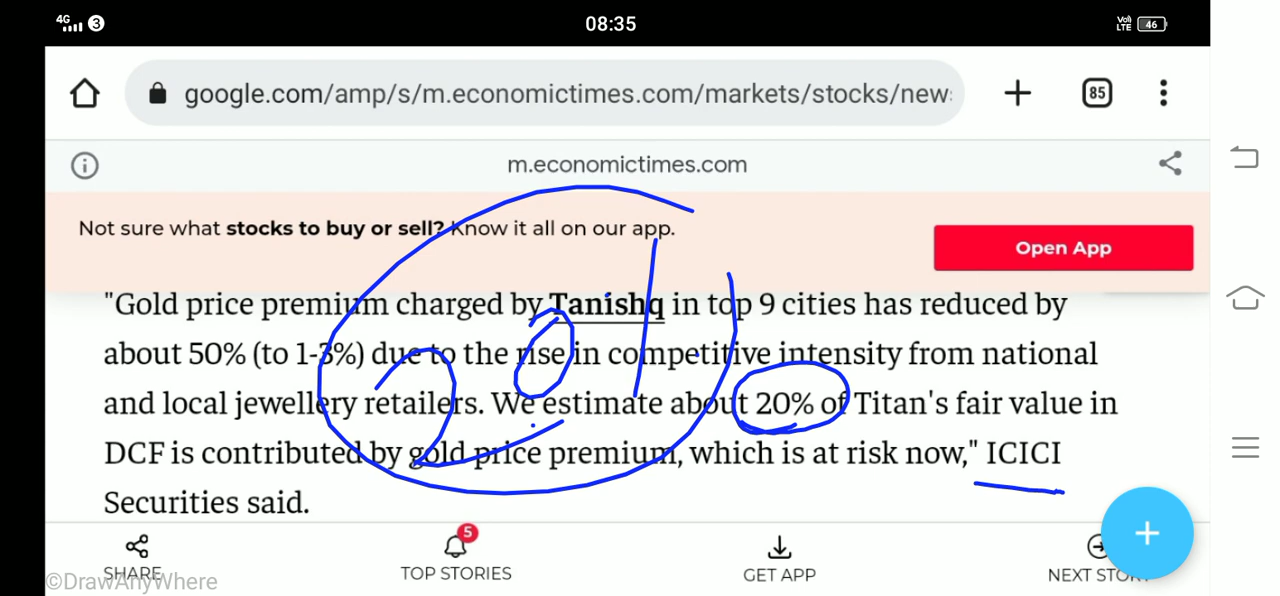 4G 3 08:35 VoLTE 46
google.com/amp/s/m.economictimes.com/markets/stocks/news 85
m.economictimes.com
Not sure what stocks to buy or sell? Know it all on our app. Open App
"Gold price premium charged by Tanishq in top 9 cities has reduced by
about 50% (to 1-3%) due to the rise in competitive intensity from national
and local jewellery retailers. We estimate about 20% of Titan's fair value in
DCF is contributed by gold price premium, which is at risk now," ICICI
Securities said.
5
SHARE TOP STORIES GET APP NEXT STORY
©DrawAnyWhere